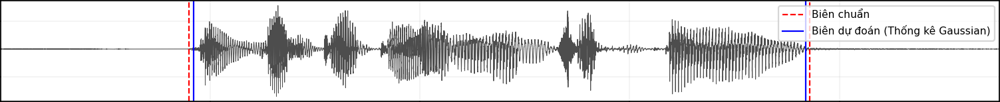 Biên chuẩn
Biên dự đoán (Thống kê Gaussian)